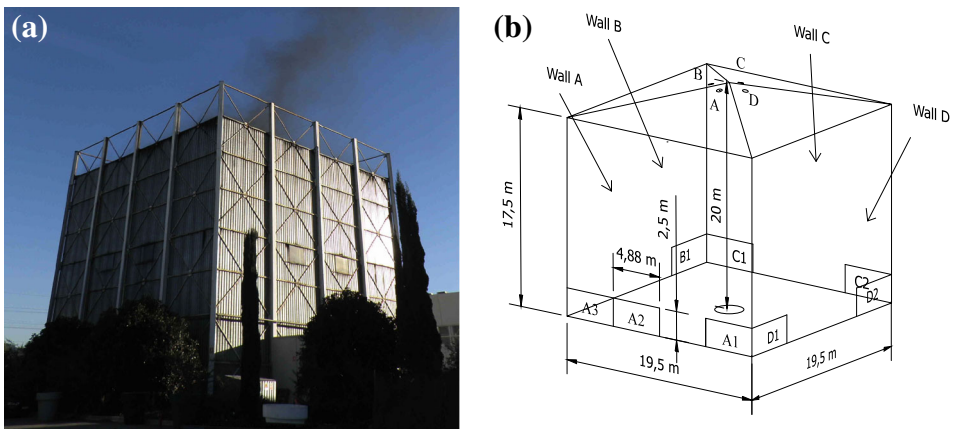 (a)
(b)
Wall B
Wall C
Wall A
Wall D
B
C
A
D
17,5 m
20 m
2,5 m
4,88 m
B1
C1
C2
D2
A3
A2
A1
D1
19,5 m
19,5 m